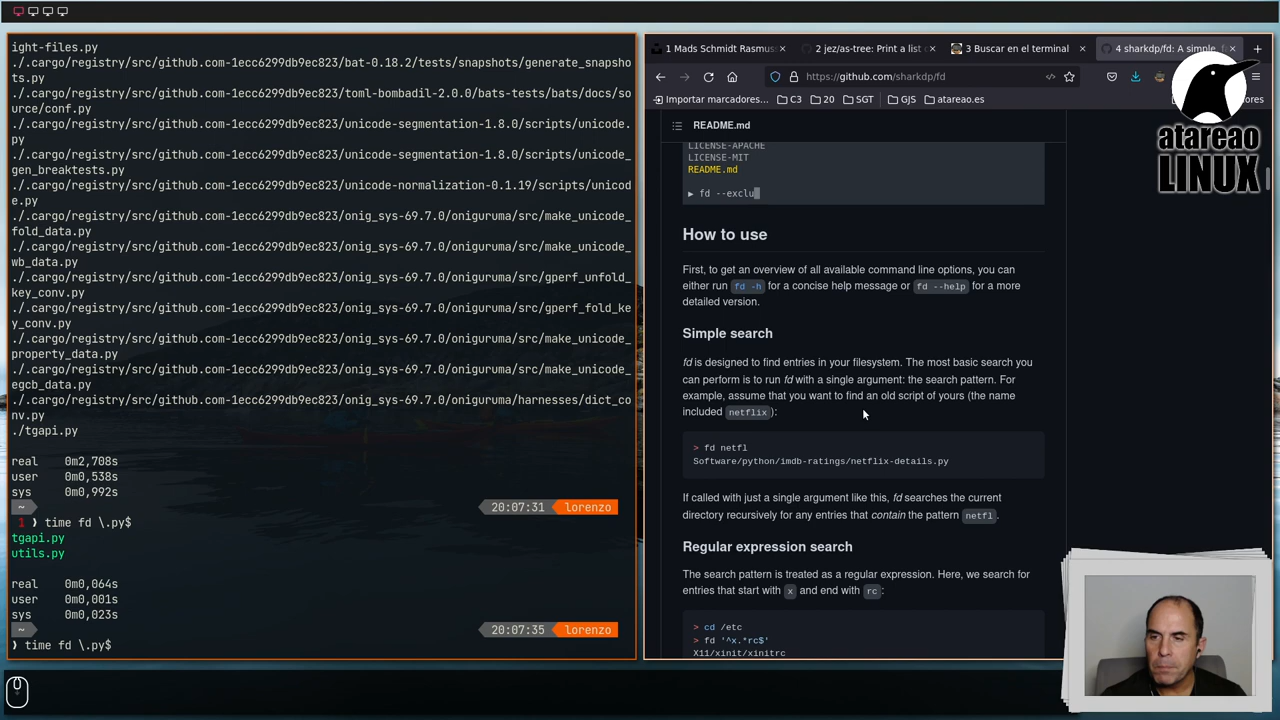 ight-files.py
./.cargo/registry/src/github.com-1ecc6299db9ec823/bat-0.18.2/tests/snapshots/generate_snapsho
ts.py
./.cargo/registry/src/github.com-1ecc6299db9ec823/toml-bombadil-2.0.0/bats-tests/bats/docs/so
urce/conf.py
./.cargo/registry/src/github.com-1ecc6299db9ec823/unicode-segmentation-1.8.0/scripts/unicode.
py
./.cargo/registry/src/github.com-1ecc6299db9ec823/unicode-segmentation-1.8.0/scripts/unicode_
gen_breaktests.py
./.cargo/registry/src/github.com-1ecc6299db9ec823/unicode-normalization-0.1.19/scripts/unicod
e.py
./.cargo/registry/src/github.com-1ecc6299db9ec823/onig_sys-69.7.0/oniguruma/src/make_unicode_
fold_data.py
./.cargo/registry/src/github.com-1ecc6299db9ec823/onig_sys-69.7.0/oniguruma/src/make_unicode_
wb_data.py
./.cargo/registry/src/github.com-1ecc6299db9ec823/onig_sys-69.7.0/oniguruma/src/gperf_unfold_
key_conv.py
./.cargo/registry/src/github.com-1ecc6299db9ec823/onig_sys-69.7.0/oniguruma/src/gperf_fold_ke
y_conv.py
./.cargo/registry/src/github.com-1ecc6299db9ec823/onig_sys-69.7.0/oniguruma/src/make_unicode_
property_data.py
./.cargo/registry/src/github.com-1ecc6299db9ec823/onig_sys-69.7.0/oniguruma/src/make_unicode_
egcb_data.py
./.cargo/registry/src/github.com-1ecc6299db9ec823/onig_sys-69.7.0/oniguruma/harnesses/dict_co
nv.py
./tgapi.py
real 0m2,708s
user 0m0,538s
sys 0m0,992s
~ 20:07:31 lorenzo
1 ❯ time fd \.py$
tgapi.py
utils.py
real 0m0,064s
user 0m0,001s
sys 0m0,023s
~ 20:07:35 lorenzo
❯ time fd \.py$
1 Mads Schmidt Rasmus
2 jez/as-tree: Print a list
3 Buscar en el terminal
4 sharkdp/fd: A simple, f
https://github.com/sharkdp/fd
Importar marcadores...
C3
20
SGT
GJS
atareao.es
ores
atareao
LINUX
README.md
LICENSE-APACHE
LICENSE-MIT
README.md
▶ fd --exclu
How to use
First, to get an overview of all available command line options, you can
either run fd -h for a concise help message or fd --help for a more
detailed version.
Simple search
fd is designed to find entries in your filesystem. The most basic search you
can perform is to run fd with a single argument: the search pattern. For
example, assume that you want to find an old script of yours (the name
included netflix ):
> fd netfl
Software/python/imdb-ratings/netflix-details.py
If called with just a single argument like this, fd searches the current
directory recursively for any entries that contain the pattern netfl .
Regular expression search
The search pattern is treated as a regular expression. Here, we search for
entries that start with x and end with rc :
> cd /etc
> fd '^x.*rc$'
X11/xinit/xinitrc